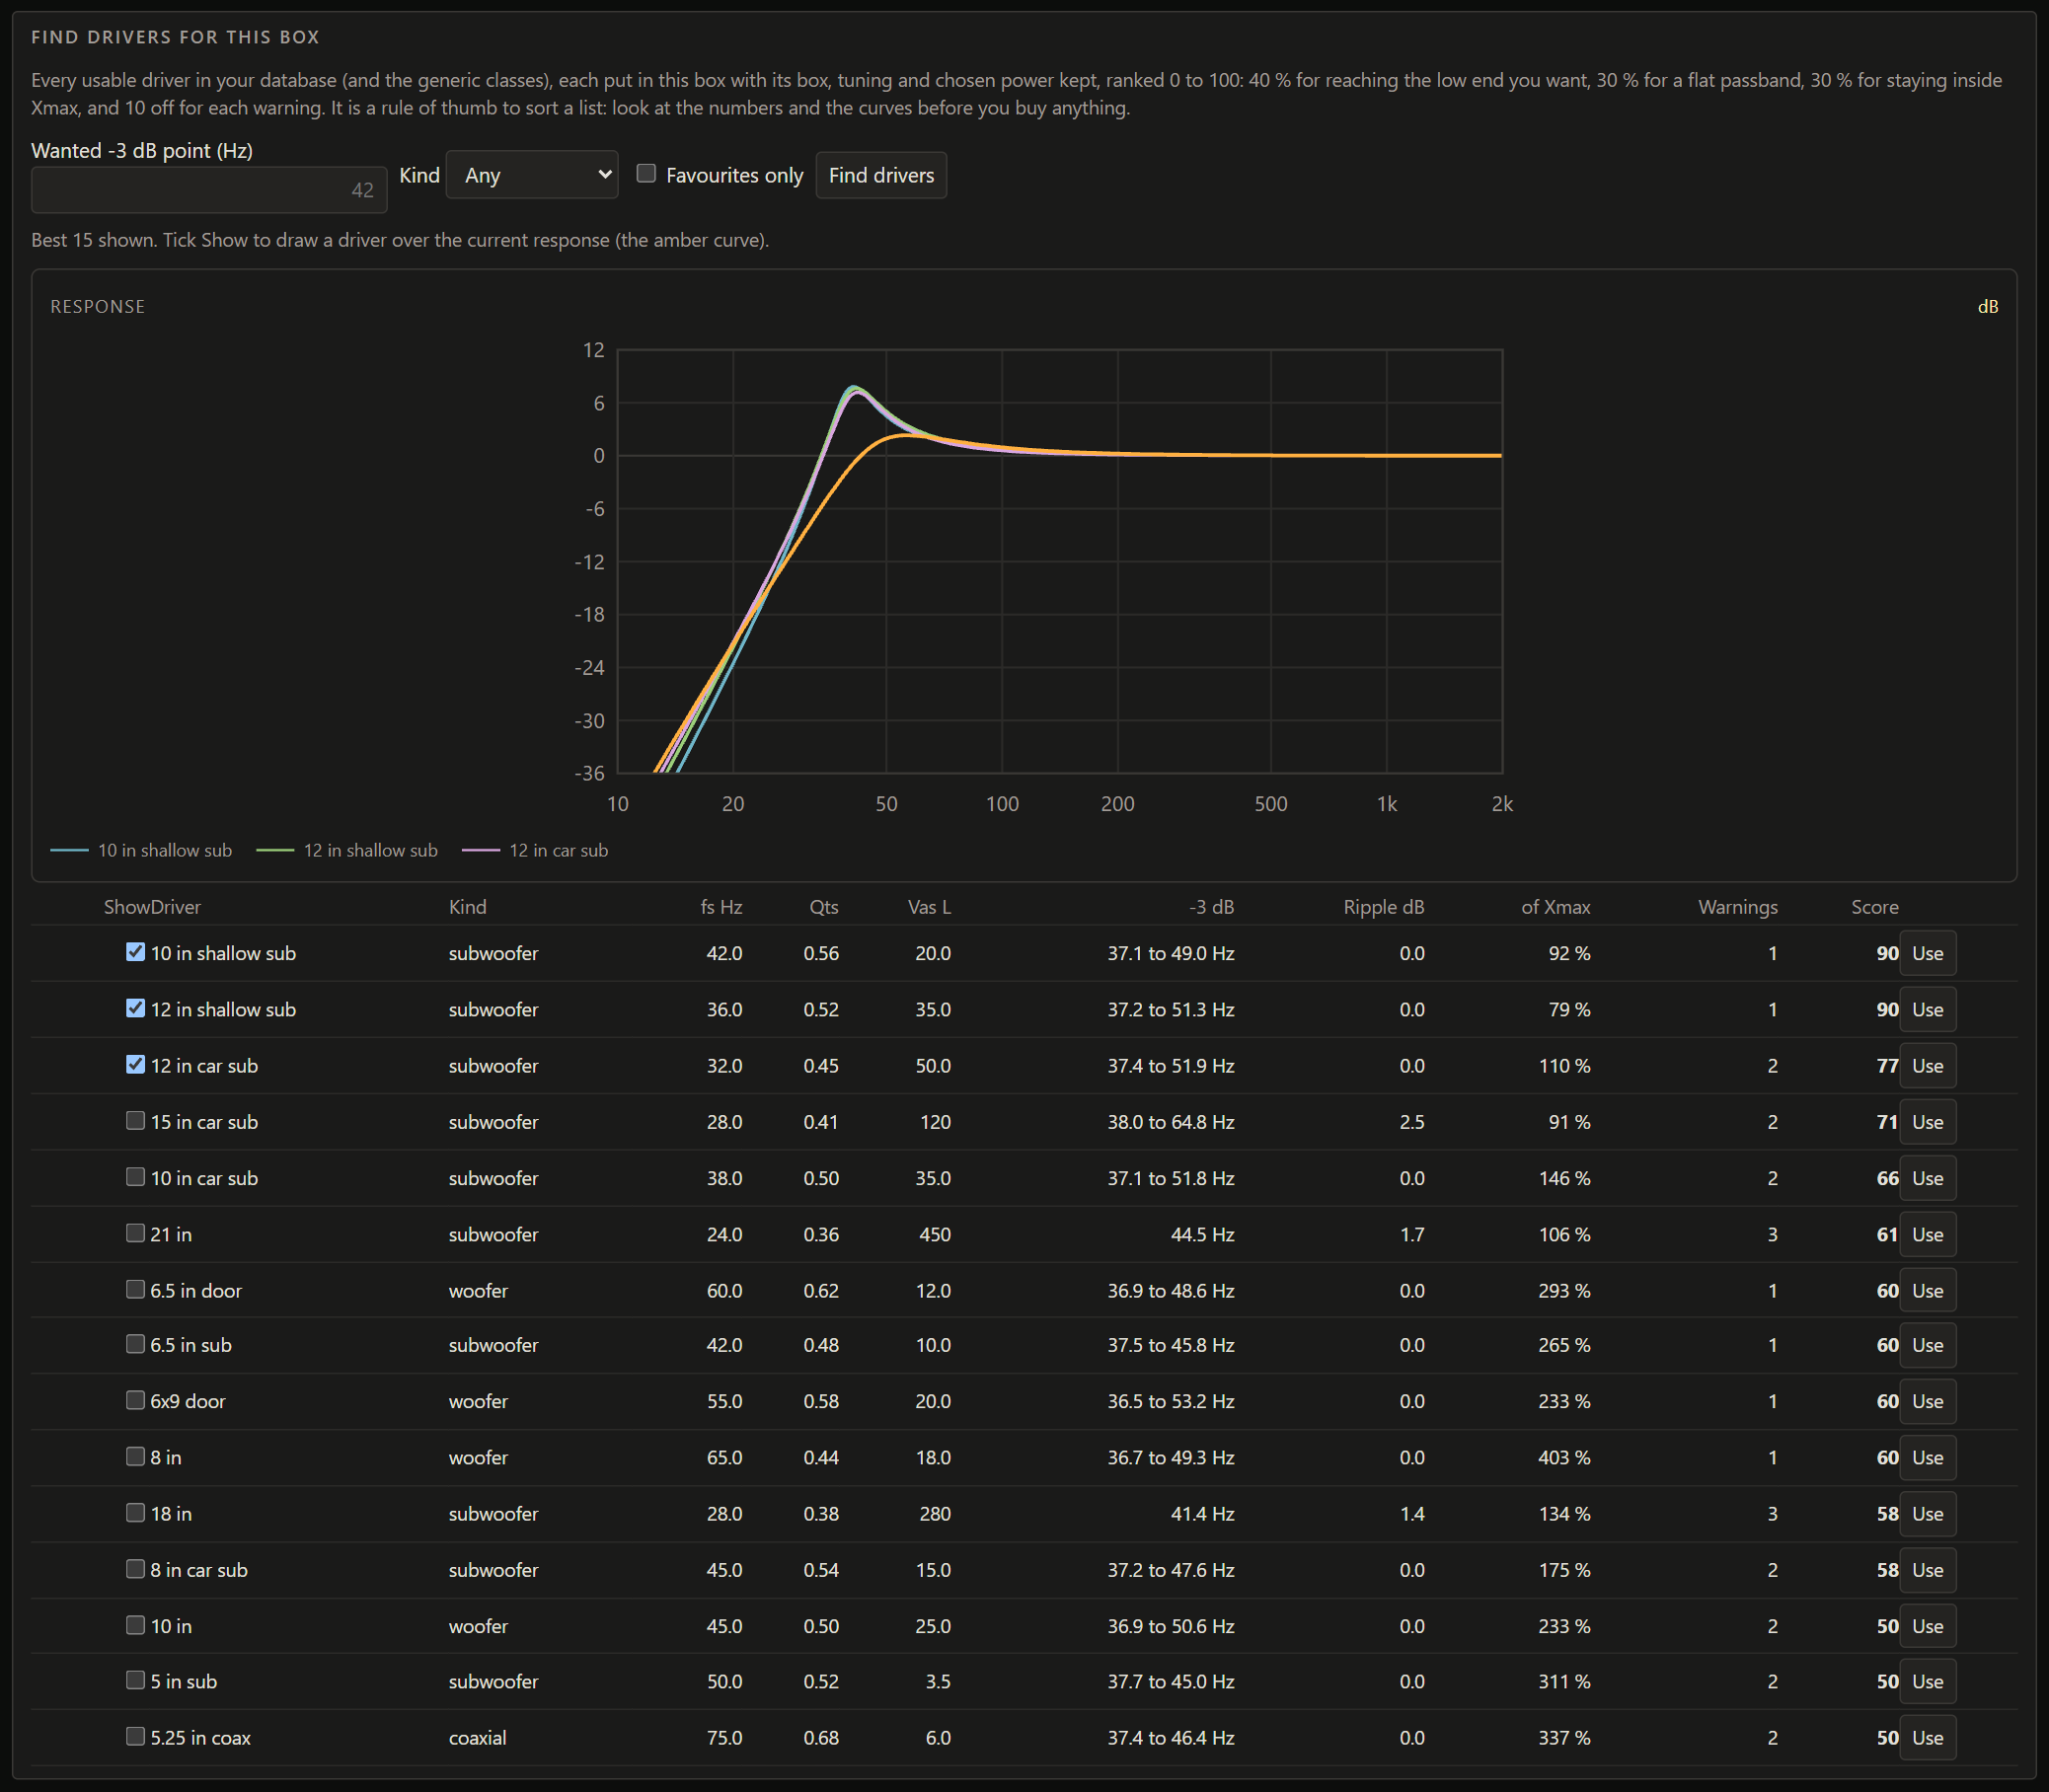 FIND DRIVERS FOR THIS BOX
Every usable driver in your database (and the generic classes), each put in this box with its box, tuning and chosen power kept, ranked 0 to 100: 40 % for reaching the low end you want, 30 % for a flat passband, 30 % for staying inside
Xmax, and 10 off for each warning. It is a rule of thumb to sort a list: look at the numbers and the curves before you buy anything.
Wanted -3 dB point (Hz)
42 Kind Any Favourites only Find drivers
Best 15 shown. Tick Show to draw a driver over the current response (the amber curve).
RESPONSE dB
12
6
0
-6
-12
-18
-24
-30
-36
10 20 50 100 200 500 1k 2k
10 in shallow sub 12 in shallow sub 12 in car sub
Show Driver Kind fs Hz Qts Vas L -3 dB Ripple dB of Xmax Warnings Score
10 in shallow sub subwoofer 42.0 0.56 20.0 37.1 to 49.0 Hz 0.0 92 % 1 90 Use
12 in shallow sub subwoofer 36.0 0.52 35.0 37.2 to 51.3 Hz 0.0 79 % 1 90 Use
12 in car sub subwoofer 32.0 0.45 50.0 37.4 to 51.9 Hz 0.0 110 % 2 77 Use
15 in car sub subwoofer 28.0 0.41 120 38.0 to 64.8 Hz 2.5 91 % 2 71 Use
10 in car sub subwoofer 38.0 0.50 35.0 37.1 to 51.8 Hz 0.0 146 % 2 66 Use
21 in subwoofer 24.0 0.36 450 44.5 Hz 1.7 106 % 3 61 Use
6.5 in door woofer 60.0 0.62 12.0 36.9 to 48.6 Hz 0.0 293 % 1 60 Use
6.5 in sub subwoofer 42.0 0.48 10.0 37.5 to 45.8 Hz 0.0 265 % 1 60 Use
6x9 door woofer 55.0 0.58 20.0 36.5 to 53.2 Hz 0.0 233 % 1 60 Use
8 in woofer 65.0 0.44 18.0 36.7 to 49.3 Hz 0.0 403 % 1 60 Use
18 in subwoofer 28.0 0.38 280 41.4 Hz 1.4 134 % 3 58 Use
8 in car sub subwoofer 45.0 0.54 15.0 37.2 to 47.6 Hz 0.0 175 % 2 58 Use
10 in woofer 45.0 0.50 25.0 36.9 to 50.6 Hz 0.0 233 % 2 50 Use
5 in sub subwoofer 50.0 0.52 3.5 37.7 to 45.0 Hz 0.0 311 % 2 50 Use
5.25 in coax coaxial 75.0 0.68 6.0 37.4 to 46.4 Hz 0.0 337 % 2 50 Use